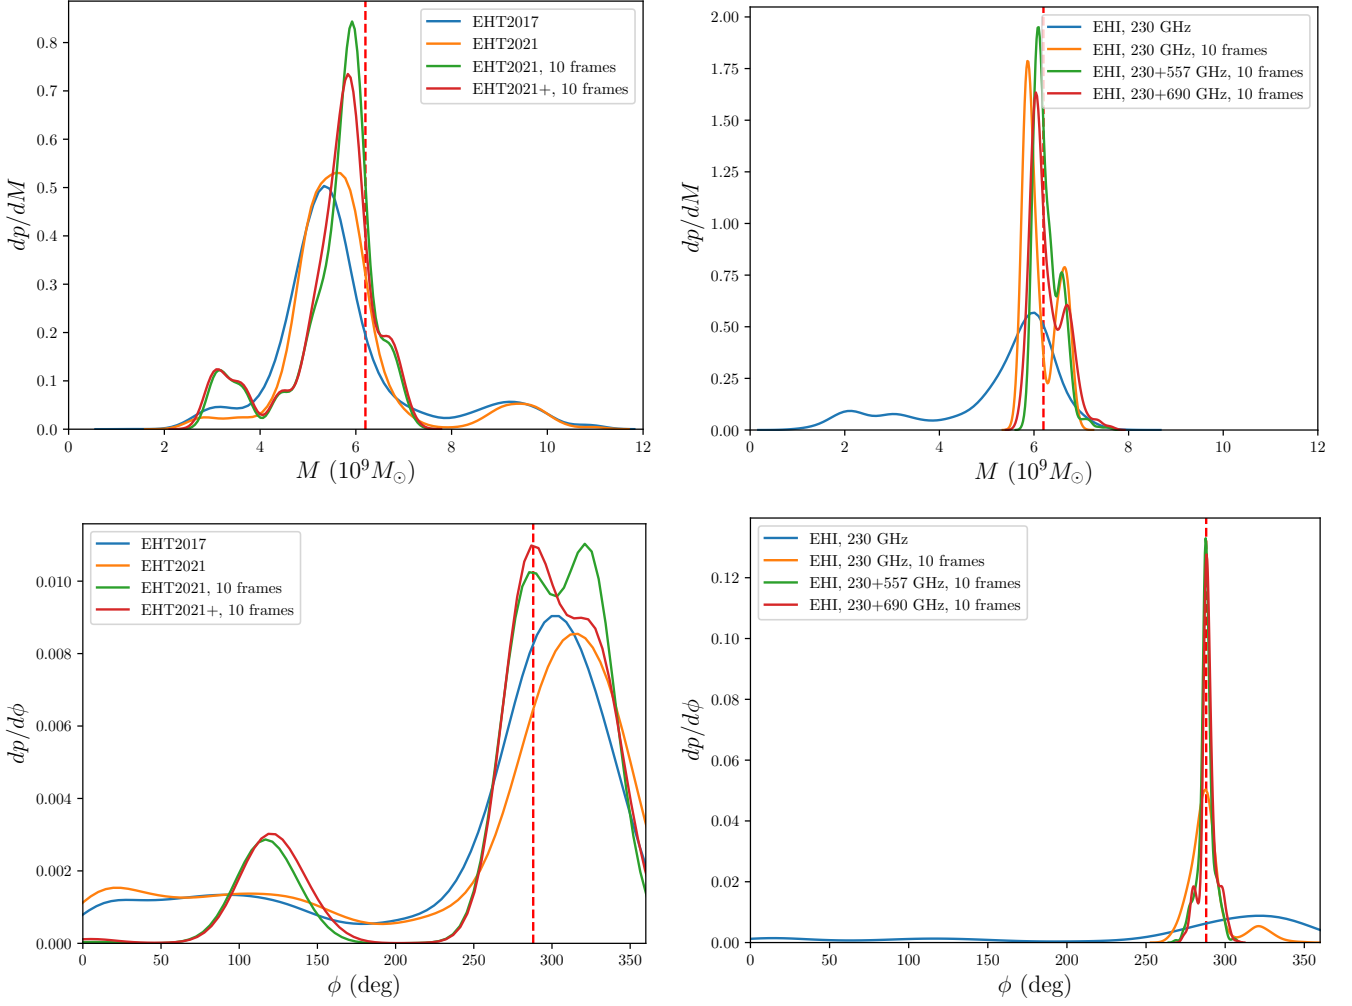 EHT2017
EHT2021
EHT2021, 10 frames
EHT2021+, 10 frames
dp/dM
0.0
0.1
0.2
0.3
0.4
0.5
0.6
0.7
0.8
0
2
4
6
8
10
12
M (10⁹M⊙)
EHI, 230 GHz
EHI, 230 GHz, 10 frames
EHI, 230+557 GHz, 10 frames
EHI, 230+690 GHz, 10 frames
dp/dM
0.00
0.25
0.50
0.75
1.00
1.25
1.50
1.75
2.00
0
2
4
6
8
10
12
M (10⁹M⊙)
EHT2017
EHT2021
EHT2021, 10 frames
EHT2021+, 10 frames
dp/dϕ
0.000
0.002
0.004
0.006
0.008
0.010
0
50
100
150
200
250
300
350
ϕ (deg)
EHI, 230 GHz
EHI, 230 GHz, 10 frames
EHI, 230+557 GHz, 10 frames
EHI, 230+690 GHz, 10 frames
dp/dϕ
0.00
0.02
0.04
0.06
0.08
0.10
0.12
0
50
100
150
200
250
300
350
ϕ (deg)